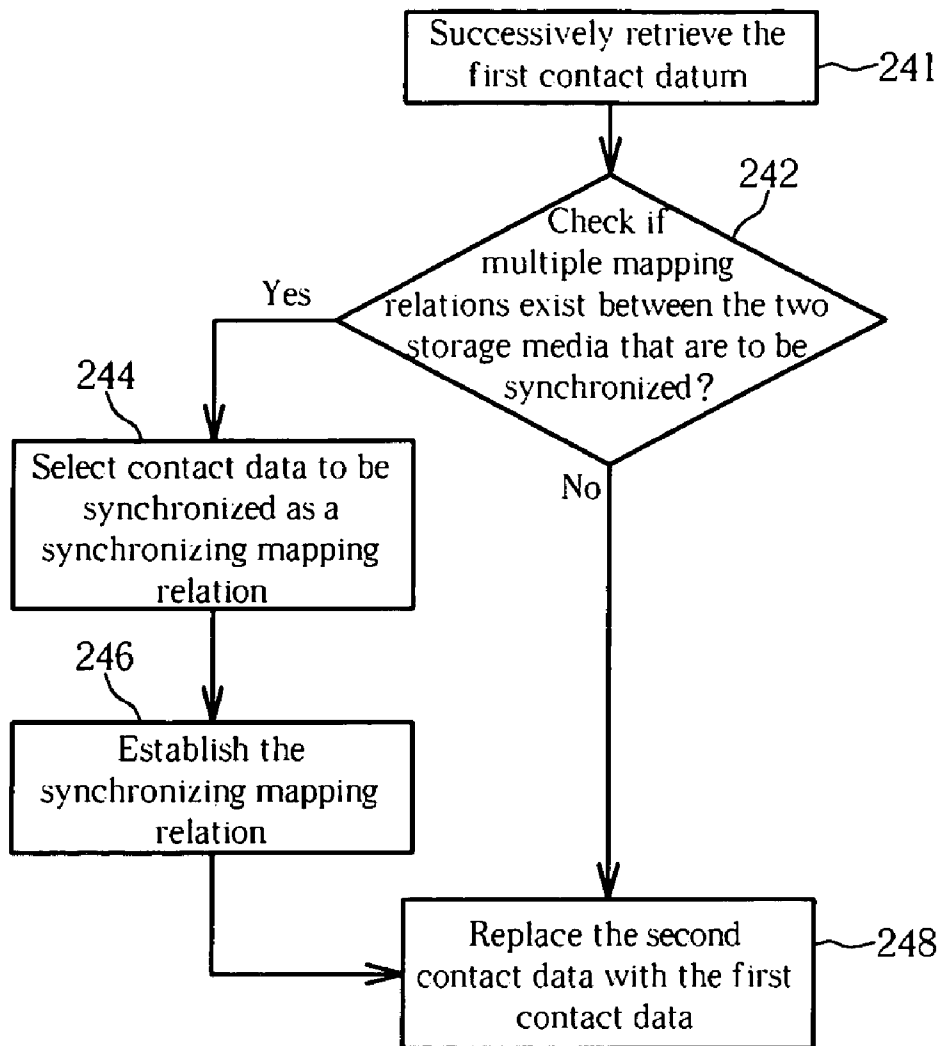 Successively retrieve the
first contact datum
241
242
Check if
multiple mapping
relations exist between the two
storage media that are to be
synchronized?
Yes
No
244
Select contact data to be
synchronized as a
synchronizing mapping
relation
246
Establish the
synchronizing mapping
relation
Replace the second
contact data with the first
contact data
248